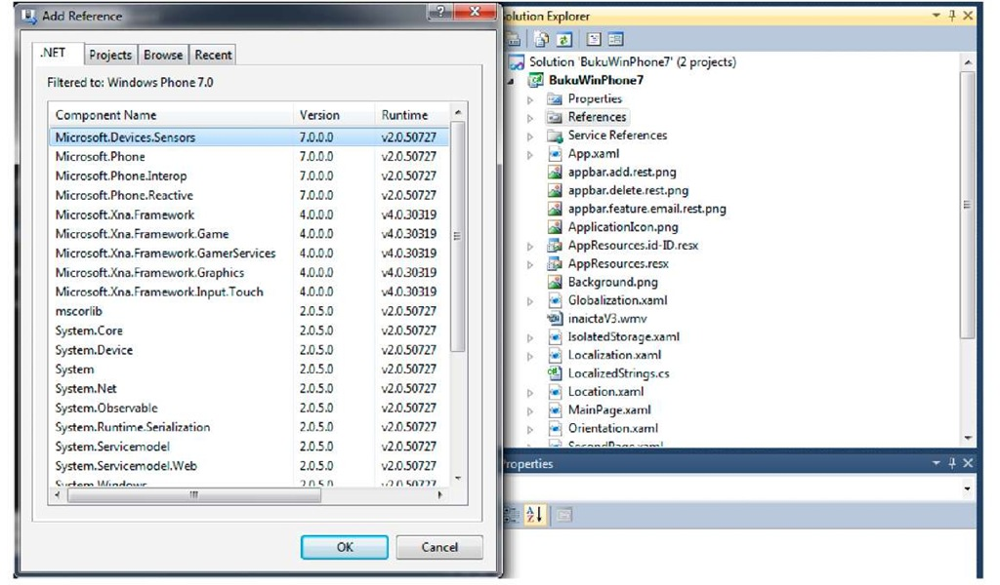 Add Reference
.NET Projects Browse Recent
Filtered to: Windows Phone 7.0
Component Name Version Runtime
Microsoft.Devices.Sensors 7.0.0.0 v2.0.50727
Microsoft.Phone 7.0.0.0 v2.0.50727
Microsoft.Phone.Interop 7.0.0.0 v2.0.50727
Microsoft.Phone.Reactive 7.0.0.0 v2.0.50727
Microsoft.Xna.Framework 4.0.0.0 v4.0.30319
Microsoft.Xna.Framework.Game 4.0.0.0 v4.0.30319
Microsoft.Xna.Framework.GamerServices 4.0.0.0 v4.0.30319
Microsoft.Xna.Framework.Graphics 4.0.0.0 v4.0.30319
Microsoft.Xna.Framework.Input.Touch 4.0.0.0 v4.0.30319
mscorlib 2.0.5.0 v2.0.50727
System.Core 2.0.5.0 v2.0.50727
System.Device 2.0.5.0 v2.0.50727
System 2.0.5.0 v2.0.50727
System.Net 2.0.5.0 v2.0.50727
System.Observable 2.0.5.0 v2.0.50727
System.Runtime.Serialization 2.0.5.0 v2.0.50727
System.Servicemodel 2.0.5.0 v2.0.50727
System.Servicemodel.Web 2.0.5.0 v2.0.50727
System.Windows 2.0.5.0 v2.0.50727
OK Cancel
olution Explorer
Solution 'BukuWinPhone7' (2 projects)
BukuWinPhone7
Properties
References
Service References
App.xaml
appbar.add.rest.png
appbar.delete.rest.png
appbar.feature.email.rest.png
ApplicationIcon.png
AppResources.id-ID.resx
AppResources.resx
Background.png
Globalization.xaml
inaictaV3.wmv
IsolatedStorage.xaml
Localization.xaml
LocalizedStrings.cs
Location.xaml
MainPage.xaml
Orientation.xaml
SecondPage.xaml
roperties